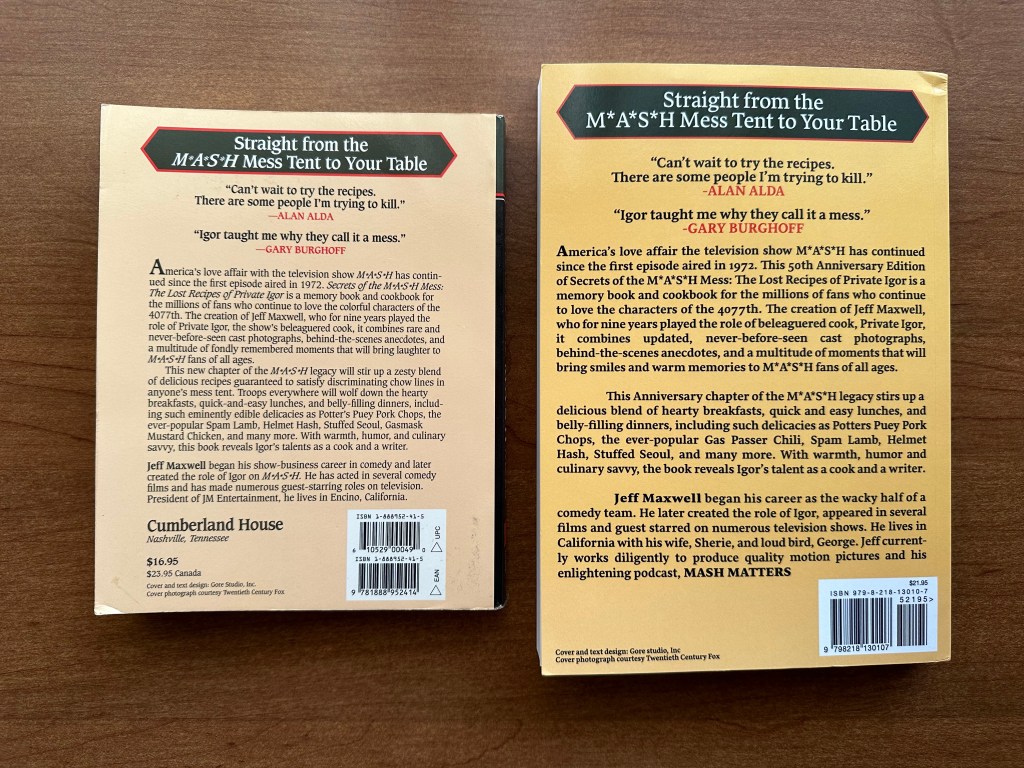 Straight from the
M*A*S*H Mess Tent to Your Table
“Can't wait to try the recipes.
There are some people I'm trying to kill."
—ALAN ALDA
“Igor taught me why they call it a mess.”
—GARY BURGHOFF
America's love affair with the television show M*A*S*H has contin-
ued since the first episode aired in 1972. Secrets of the M*A*S*H Mess:
The Lost Recipes of Private Igor is a memory book and cookbook for
the millions of fans who continue to love the colorful characters of the
4077th. The creation of Jeff Maxwell, who for nine years played the
role of Private Igor, the show's beleaguered cook, it combines rare and
never-before-seen cast photographs, behind-the-scenes anecdotes, and
a multitude of fondly remembered moments that will bring laughter to
M*A*S*H fans of all ages.
This new chapter of the M*A*S*H legacy will stir up a zesty blend
of delicious recipes guaranteed to satisfy discriminating chow lines in
anyone's mess tent. Troops everywhere will wolf down the hearty
breakfasts, quick-and-easy lunches, and belly-filling dinners, includ-
ing such eminently edible delicacies as Potter's Puey Pork Chops, the
ever-popular Spam Lamb, Helmet Hash, Stuffed Seoul, Gasmask
Mustard Chicken, and many more. With warmth, humor, and culinary
savvy, this book reveals Igor's talent as a cook and a writer.
Jeff Maxwell began his show-business career in comedy and later
created the role of Igor on M*A*S*H. He has acted in several comedy
films and has made numerous guest-starring roles on television.
President of JM Entertainment, he lives in Encino, California.
Cumberland House
Nashville, Tennessee
$16.95
$23.95 Canada
Cover and text design: Gore Studio, Inc.
Cover photograph courtesy Twentieth Century Fox
ISBN 1-888952-41-5
6 10529 00049 0
UPC
ISBN 1-888952-41-5
9 781888 952414
EAN
Straight from the
M*A*S*H Mess Tent to Your Table
“Can't wait to try the recipes.
There are some people I'm trying to kill.”
-ALAN ALDA
“Igor taught me why they call it a mess.”
-GARY BURGHOFF
America's love affair the television show M*A*S*H has continued
since the first episode aired in 1972. This 50th Anniversary Edition
of Secrets of the M*A*S*H Mess: The Lost Recipes of Private Igor is a
memory book and cookbook for the millions of fans who continue
to love the characters of the 4077th. The creation of Jeff Maxwell,
who for nine years played the role of beleaguered cook, Private Igor,
it combines updated, never-before-seen cast photographs,
behind-the-scenes anecdotes, and a multitude of moments that will
bring smiles and warm memories to M*A*S*H fans of all ages.
This Anniversary chapter of the M*A*S*H legacy stirs up a
delicious blend of hearty breakfasts, quick and easy lunches, and
belly-filling dinners, including such delicacies as Potters Puey Pork
Chops, the ever-popular Gas Passer Chili, Spam Lamb, Helmet
Hash, Stuffed Seoul, and many more. With warmth, humor and
culinary savvy, the book reveals Igor's talent as a cook and a writer.
Jeff Maxwell began his career as the wacky half of a
comedy team. He later created the role of Igor, appeared in several
films and guest starred on numerous television shows. He lives in
California with his wife, Sherie, and loud bird, George. Jeff current-
ly works diligently to produce quality motion pictures and his
enlightening podcast, MASH MATTERS
$21.95
ISBN 979-8-218-13010-7
52195>
9 798218 130107
Cover and text design: Gore studio, Inc
Cover photograph courtesy Twentieth Century Fox